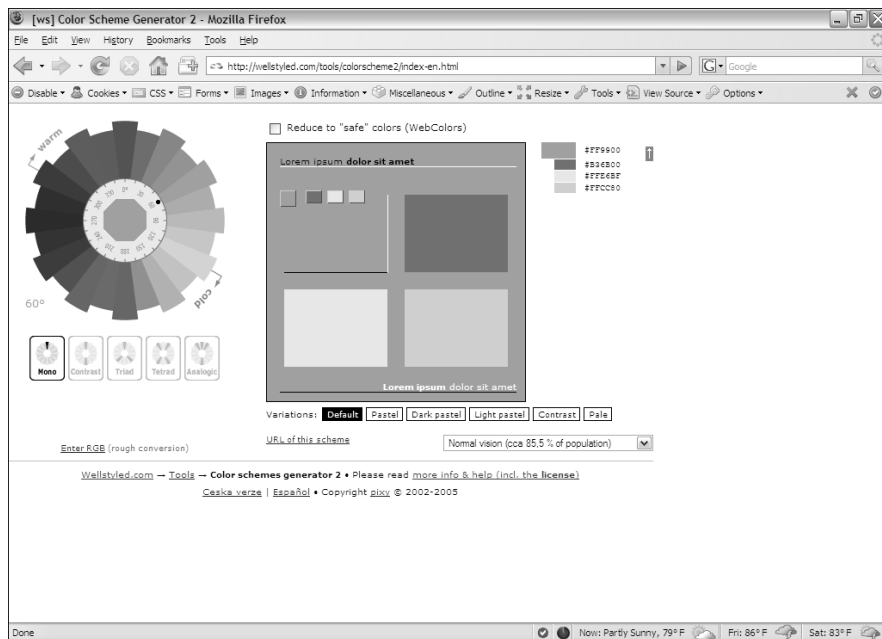 [ws] Color Scheme Generator 2 - Mozilla Firefox
File Edit View History Bookmarks Tools Help
http://wellstyled.com/tools/colorscheme2/index-en.html
G Google
Disable Cookies CSS Forms Images Information Miscellaneous Outline Resize Tools View Source Options
Reduce to "safe" colors (WebColors)
warm
cold
60°
Lorem ipsum dolor sit amet
#FF9900
#B36B00
#FFE6BF
#FFCC80
Mono Contrast Triad Tetrad Analogic
Lorem ipsum dolor sit amet
Variations: Default Pastel Dark pastel Light pastel Contrast Pale
Enter RGB (rough conversion)
URL of this scheme
Normal vision (cca 85,5 % of population)
Wellstyled.com → Tools → Color schemes generator 2 • Please read more info & help (incl. the license)
Ceska verze | Español • Copyright pixy © 2002-2005
Done
Now: Partly Sunny, 79° F Fri: 86° F Sat: 83° F